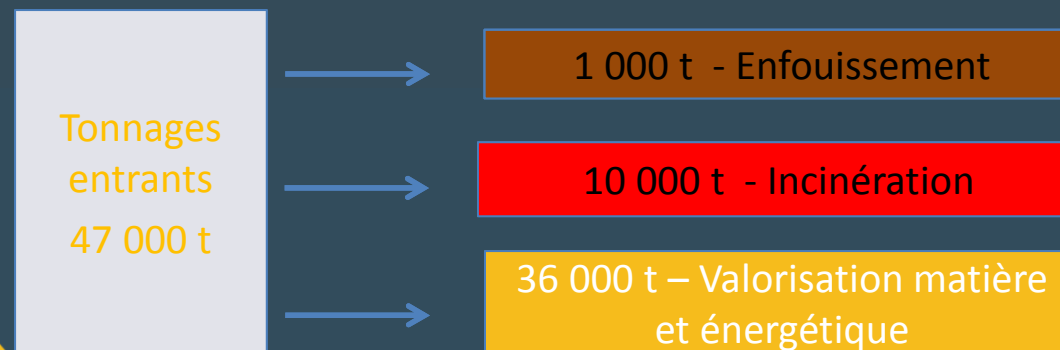 Tonnages
entrants
47 000 t
1 000 t - Enfouissement
10 000 t - Incinération
36 000 t – Valorisation matière
et énergétique